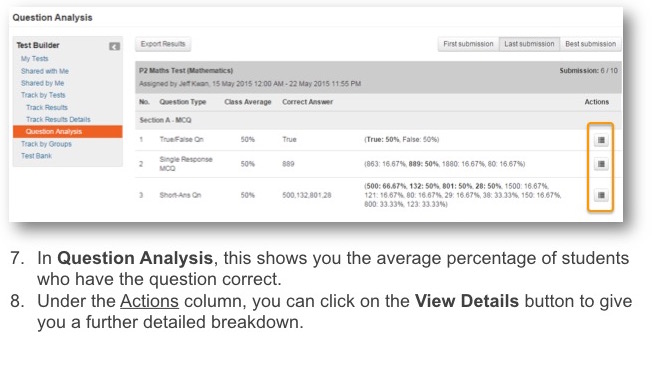 Question Analysis
Test Builder
My Tests
Shared with Me
Shared by Me
Track by Tests
Track Results
Track Results Details
Question Analysis
Track by Groups
Test Bank
Export Results
First submission Last submission Best submission
P2 Maths Test (Mathematics) Submission: 6 / 10
Assigned by Jeff Kwan, 15 May 2015 12:00 AM - 22 May 2015 11:55 PM
No. Question Type Class Average Correct Answer Actions
Section A - MCQ
1 True/False Qn 50% True (True: 50%, False: 50%)
2 Single Response MCQ 50% 889 (863: 16.67%, 889: 50%, 1880: 16.67%, 80: 16.67%)
3 Short-Ans Qn 50% 500,132,801,28 (500: 66.67%, 132: 50%, 801: 50%, 28: 50%, 1500: 16.67%,
121: 16.67%, 80: 16.67%, 29: 16.67%, 38: 33.33%, 150: 16.67%,
800: 33.33%, 123: 33.33%)
7. In Question Analysis, this shows you the average percentage of students
who have the question correct.
8. Under the Actions column, you can click on the View Details button to give
you a further detailed breakdown.